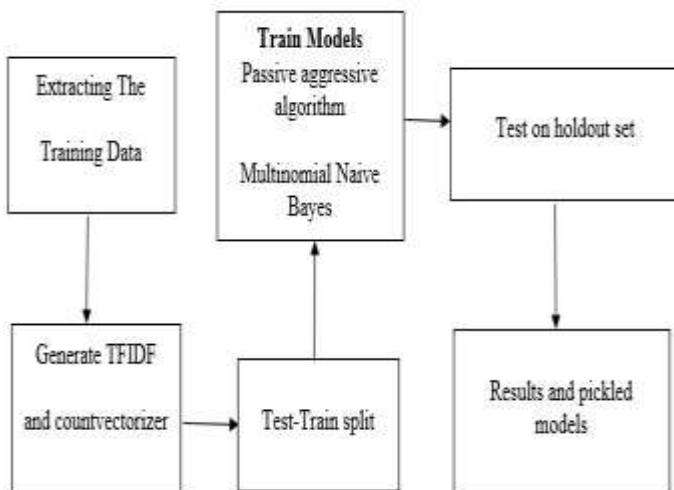 Extracting The
Training Data
Generate TFIDF
and countvectorizer
Test-Train split
Train Models
Passive aggressive
algorithm
Multinomial Naive
Bayes
Test on holdout set
Results and pickled
models